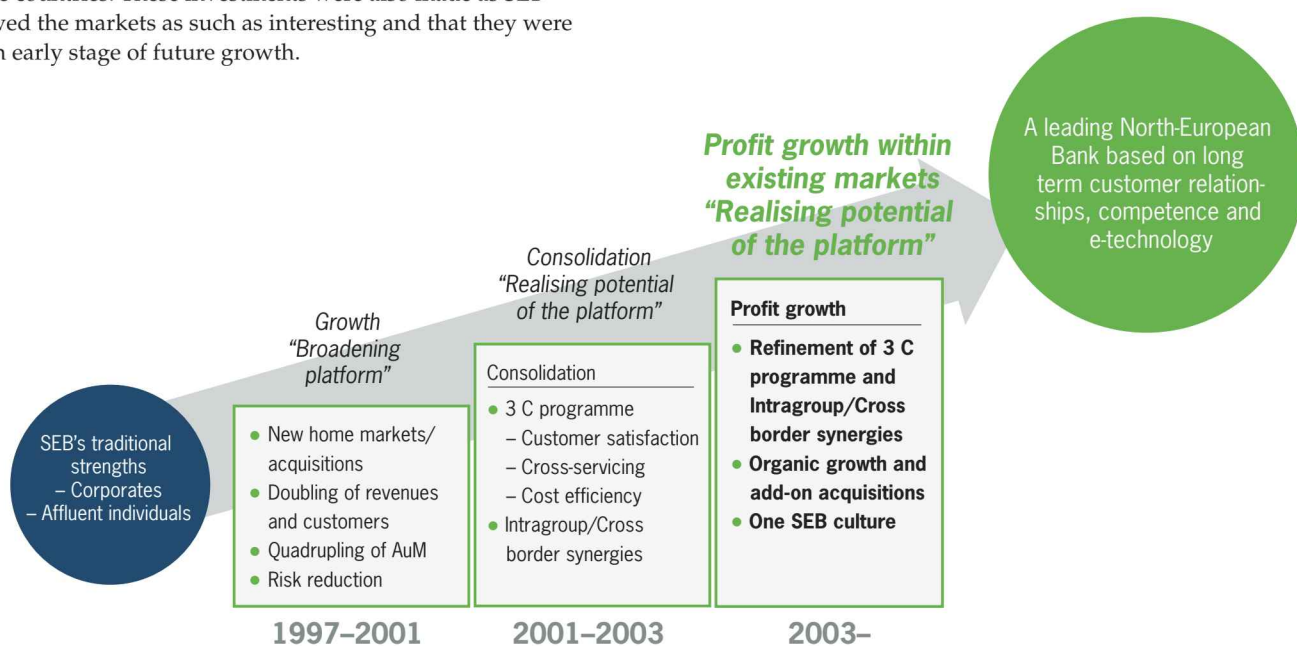 yed the markets as such as interesting and that they were
n early stage of future growth.
A leading North-European
Bank based on long
term customer relation-
ships, competence and
e-technology
Profit growth within
existing markets
“Realising potential
of the platform”
Consolidation
“Realising potential
of the platform”
Growth
“Broadening
platform”
SEB’s traditional
strengths
– Corporates
– Affluent individuals
• New home markets/
acquisitions
• Doubling of revenues
and customers
• Quadrupling of AuM
• Risk reduction
1997–2001
Consolidation
• 3 C programme
– Customer satisfaction
– Cross-servicing
– Cost efficiency
• Intragroup/Cross
border synergies
2001–2003
Profit growth
• Refinement of 3 C
programme and
Intragroup/Cross
border synergies
• Organic growth and
add-on acquisitions
• One SEB culture
2003–